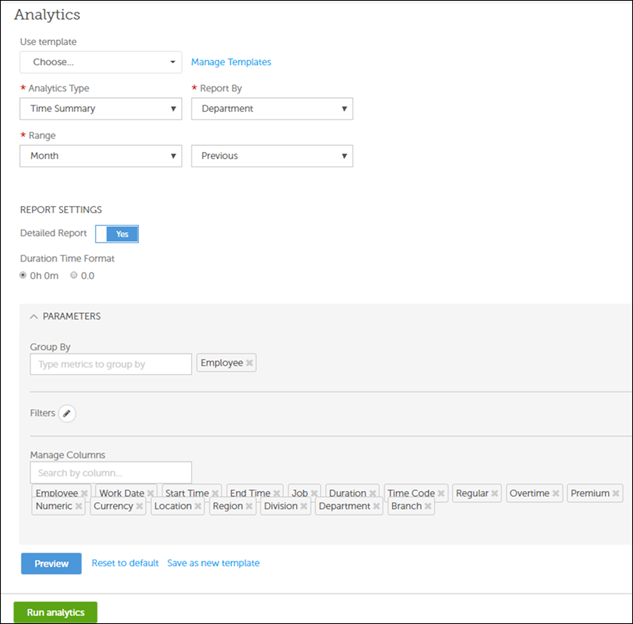 Analytics
Use template
Choose... Manage Templates
* Analytics Type * Report By
Time Summary Department
* Range
Month Previous
REPORT SETTINGS
Detailed Report Yes
Duration Time Format
0h 0m 0.0
PARAMETERS
Group By
Type metrics to group by Employee
Filters
Manage Columns
Search by column...
Employee Work Date Start Time End Time Job Duration Time Code Regular Overtime Premium
Numeric Currency Location Region Division Department Branch
Preview Reset to default Save as new template
Run analytics